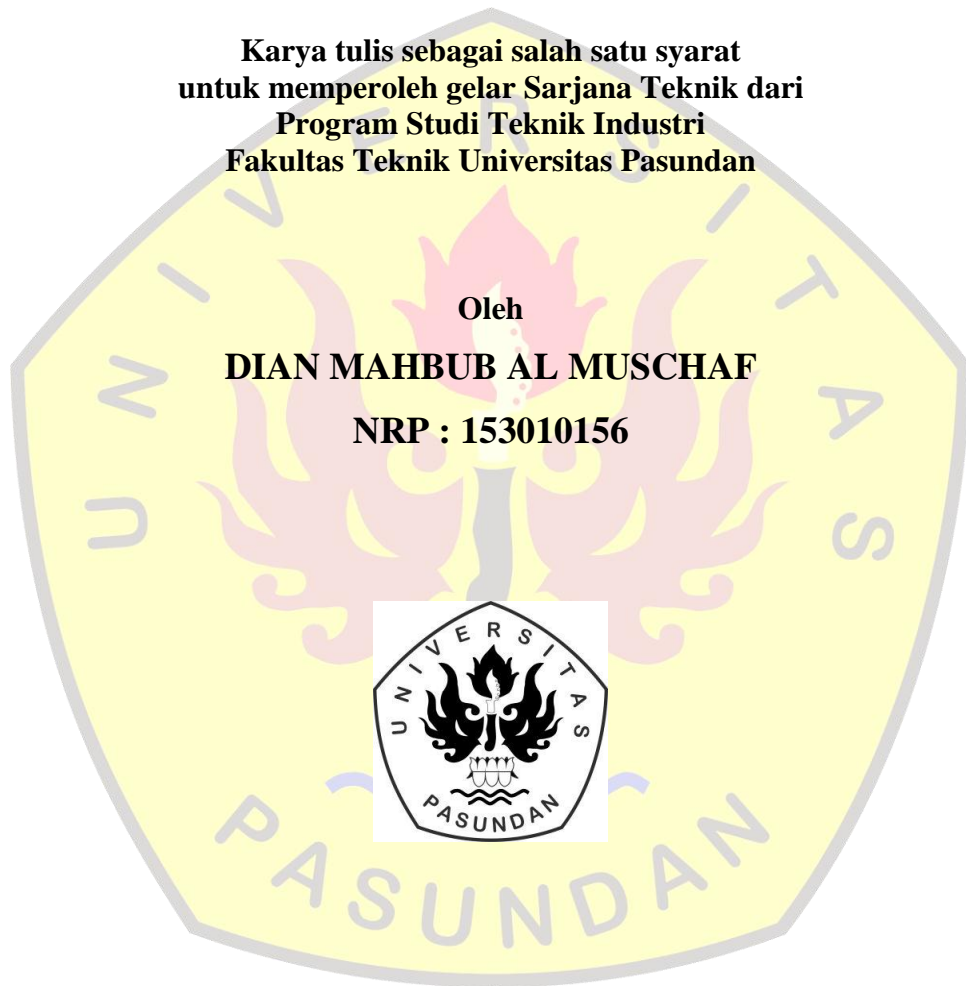 Karya tulis sebagai salah satu syarat
untuk memperoleh gelar Sarjana Teknik dari
Program Studi Teknik Industri
Fakultas Teknik Universitas Pasundan
Oleh
DIAN MAHBUB AL MUSCHAF
NRP : 153010156
UNIVERSITAS
PASUNDAN
UNIVERSITAS
PASUNDAN